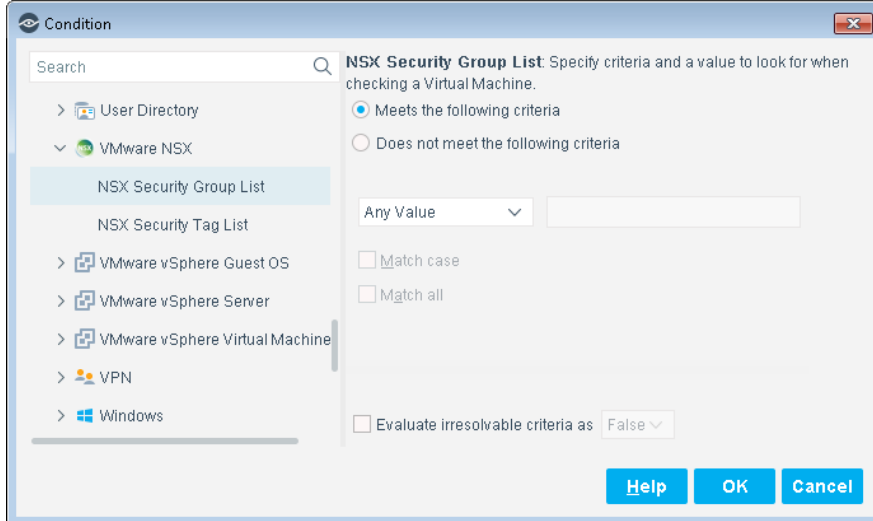 Condition
Search
User Directory
VMware NSX
NSX Security Group List
NSX Security Tag List
VMware vSphere Guest OS
VMware vSphere Server
VMware vSphere Virtual Machine
VPN
Windows
NSX Security Group List: Specify criteria and a value to look for when
checking a Virtual Machine.
Meets the following criteria
Does not meet the following criteria
Any Value
Match case
Match all
Evaluate irresolvable criteria as False
Help OK Cancel